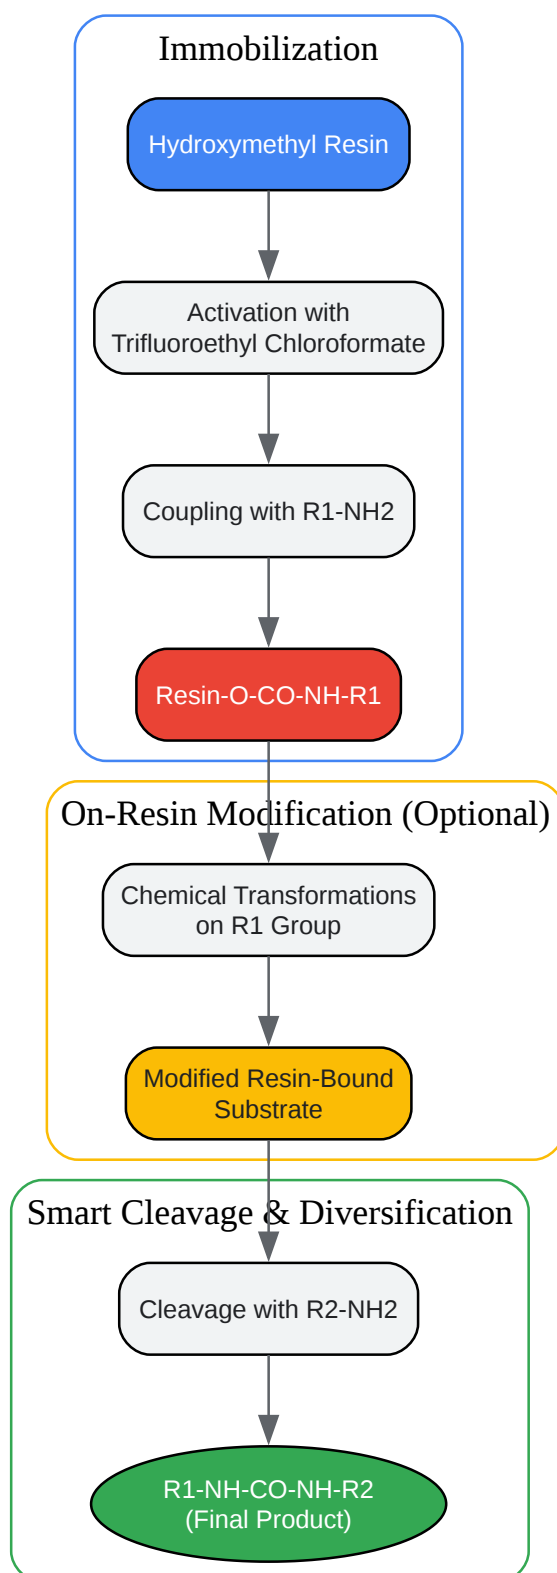 Immobilization
Hydroxymethyl Resin
Activation with
Trifluoroethyl Chloroformate
Coupling with R1-NH2
Resin-O-CO-NH-R1
On-Resin Modification (Optional)
Chemical Transformations
on R1 Group
Modified Resin-Bound
Substrate
Smart Cleavage & Diversification
Cleavage with R2-NH2
R1-NH-CO-NH-R2
(Final Product)